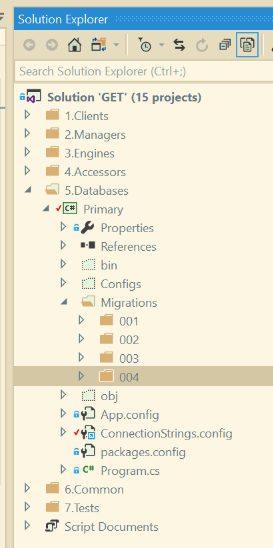 Solution Explorer
Search Solution Explorer (Ctrl+;)
Solution 'GET' (15 projects)
1.Clients
2.Managers
3.Engines
4.Accessors
5.Databases
C# Primary
Properties
References
bin
Configs
Migrations
001
002
003
004
obj
App.config
ConnectionStrings.config
packages.config
C# Program.cs
6.Common
7.Tests
Script Documents